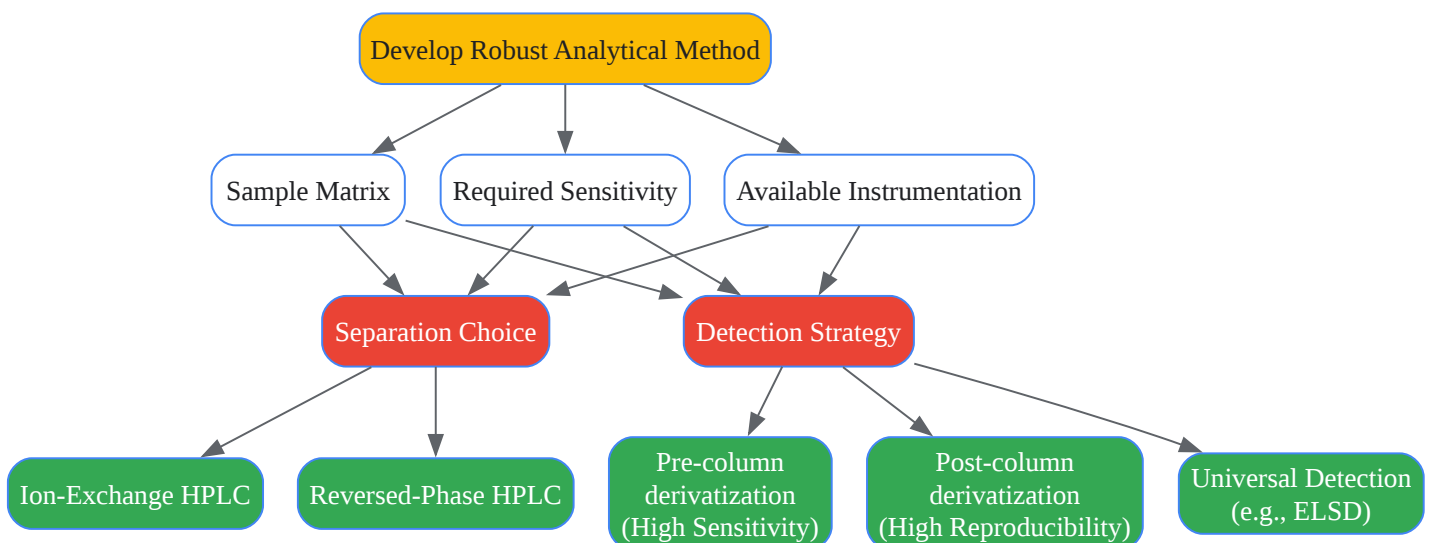 Develop Robust Analytical Method
Sample Matrix
Required Sensitivity
Available Instrumentation
Separation Choice
Detection Strategy
Ion-Exchange HPLC
Reversed-Phase HPLC
Pre-column
derivatization
(High Sensitivity)
Post-column
derivatization
(High Reproducibility)
Universal Detection
(e.g., ELSD)